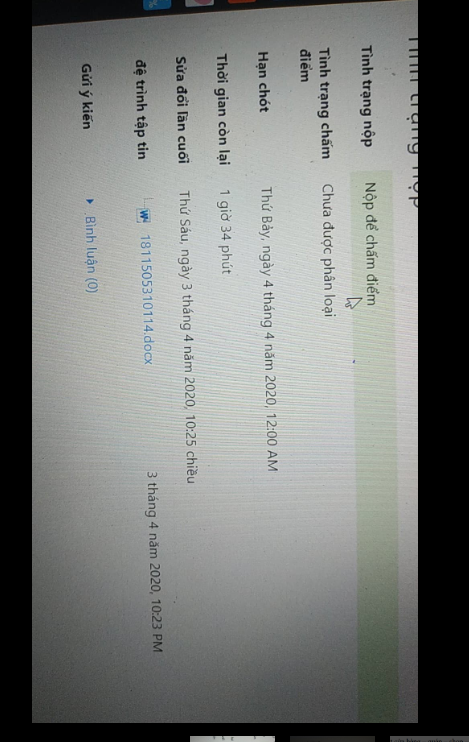 Tình trạng nộp
Tình trạng nộp Nộp để chấm điểm
Tình trạng chấm điểm Chưa được phân loại
Hạn chót Thứ Bảy, ngày 4 tháng 4 năm 2020, 12:00 AM
Thời gian còn lại 1 giờ 34 phút
Sửa đổi lần cuối Thứ Sáu, ngày 3 tháng 4 năm 2020, 10:25 chiều
đệ trình tập tin 1811505310114.docx 3 tháng 4 năm 2020, 10:23 PM
Gửi ý kiến Bình luận (0)